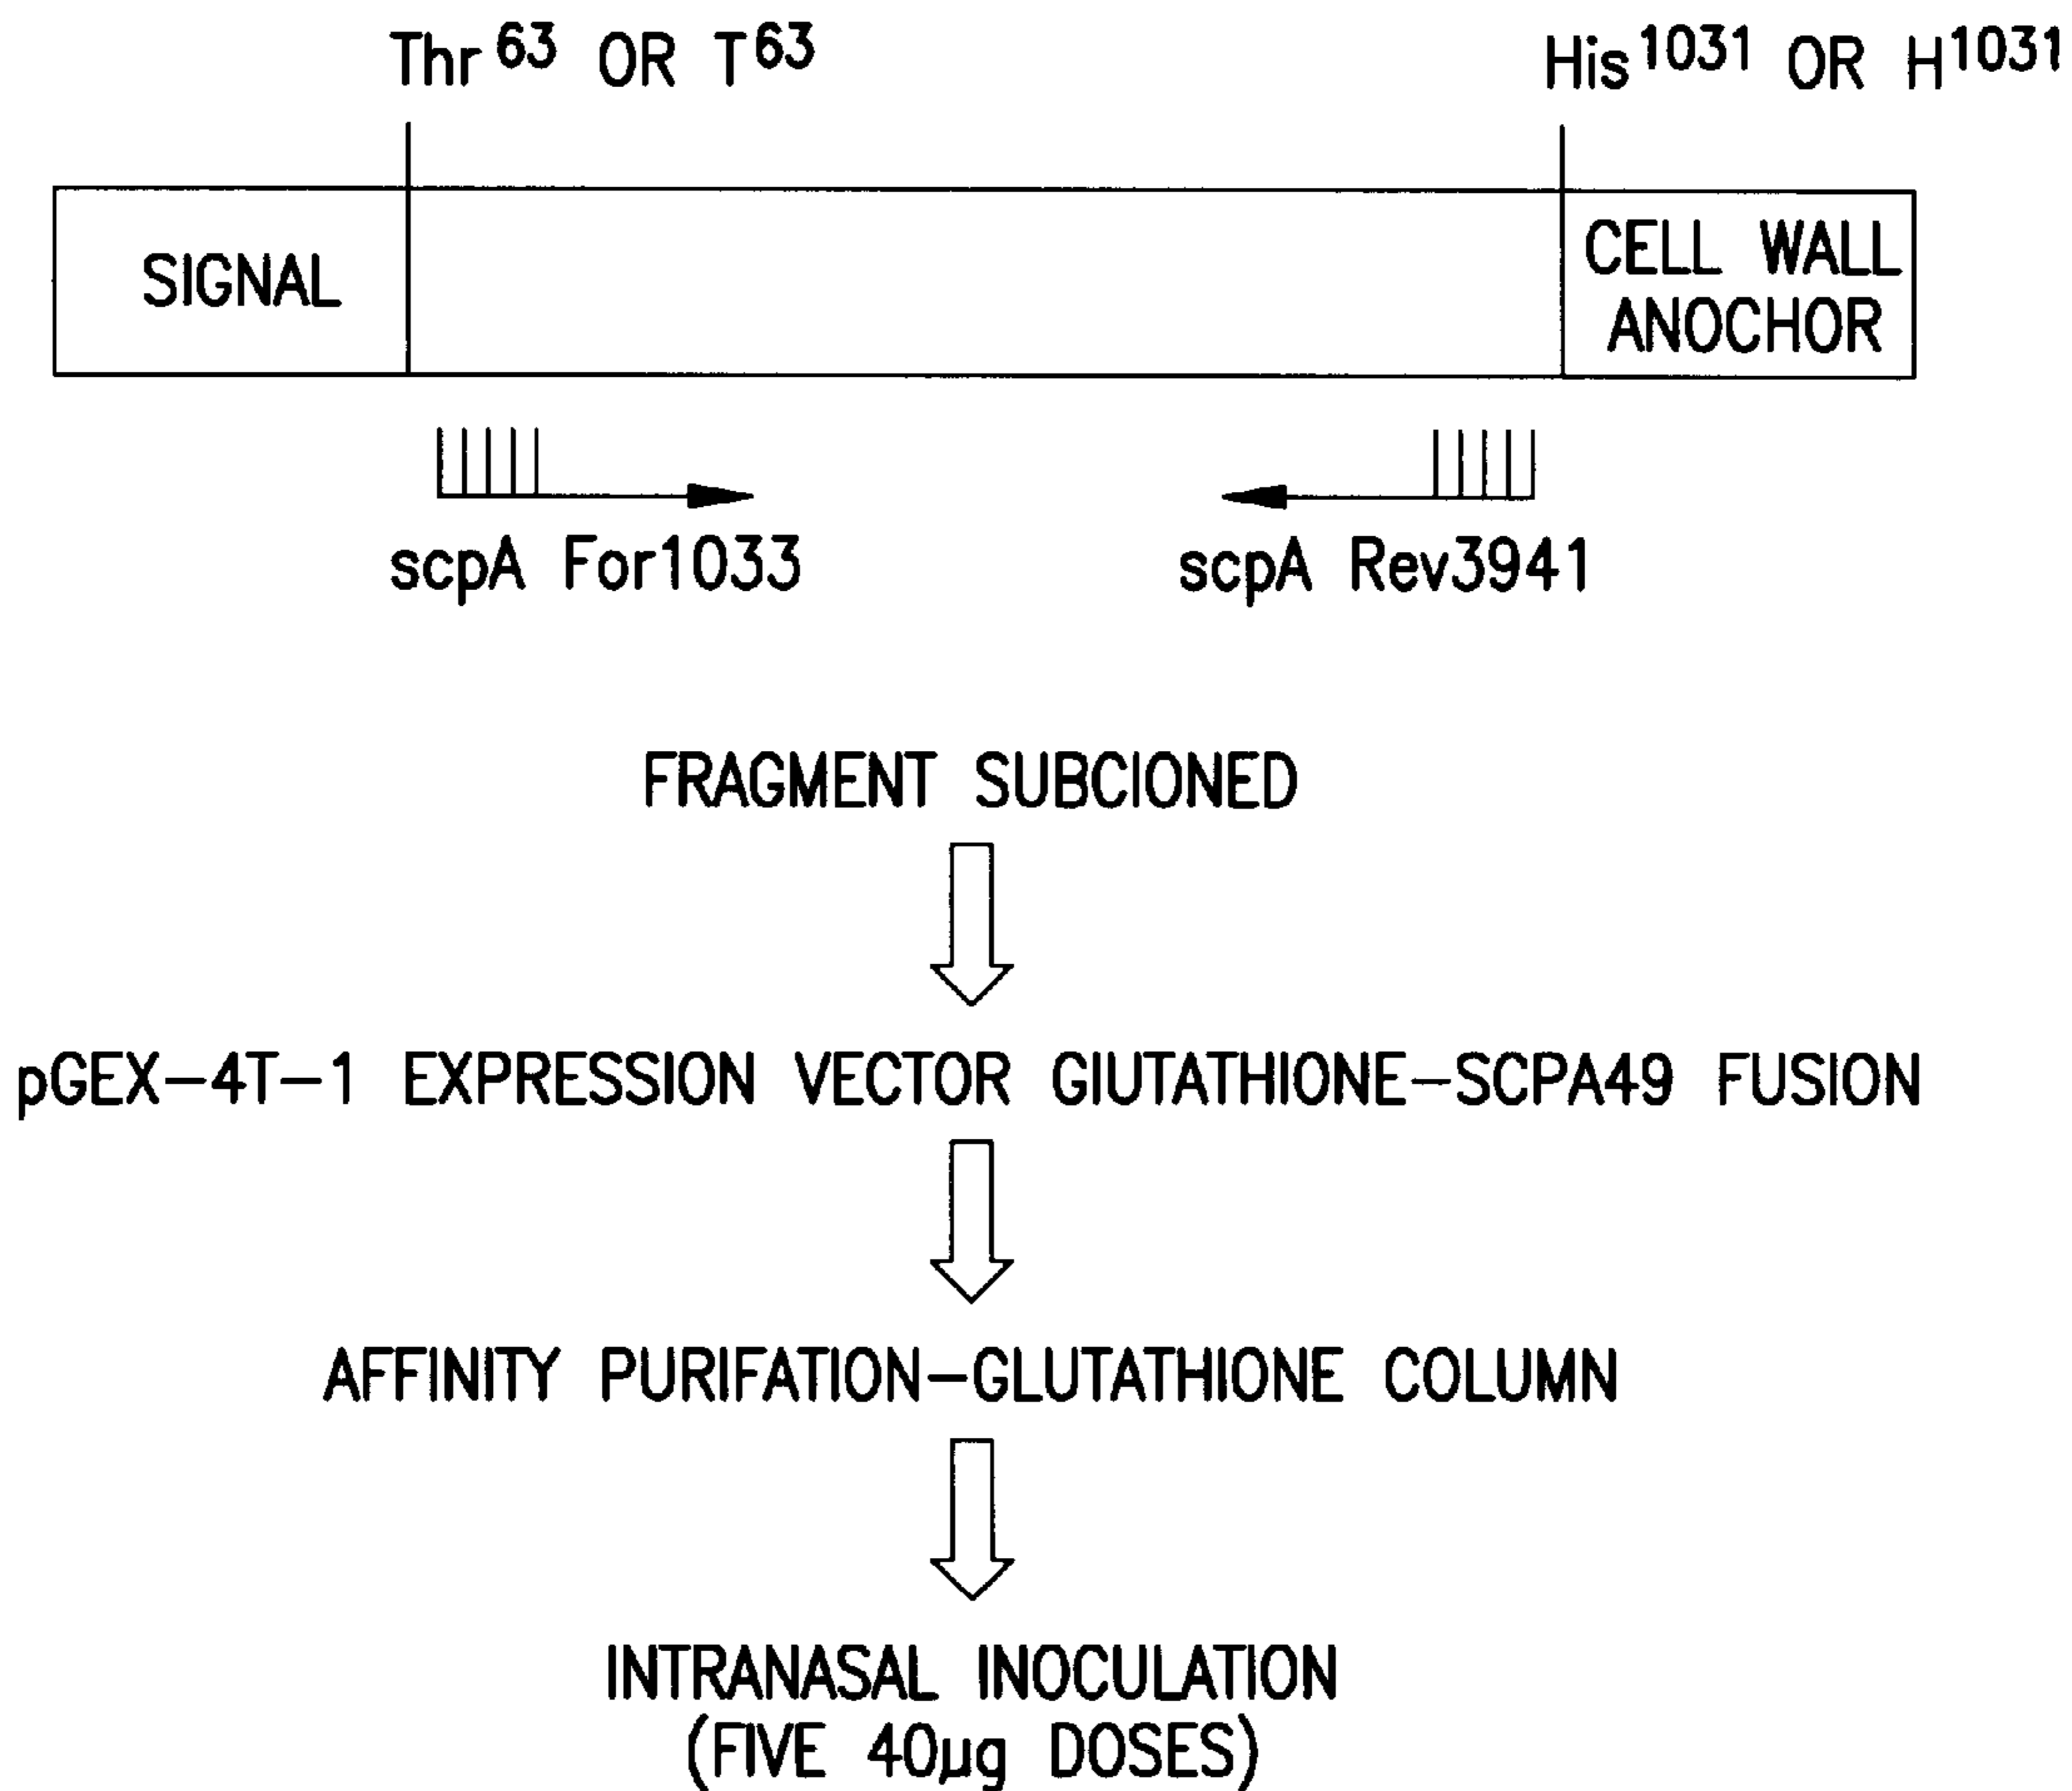 Thr⁶³ OR T⁶³
His¹⁰³¹ OR H¹⁰³¹
SIGNAL
CELL WALL
ANOCHOR
scpA For1033
scpA Rev3941
FRAGMENT SUBCIONED
pGEX-4T-1 EXPRESSION VECTOR GIUTATHIONE-SCPA49 FUSION
AFFINITY PURIFATION-GLUTATHIONE COLUMN
INTRANASAL INOCULATION
(FIVE 40µg DOSES)